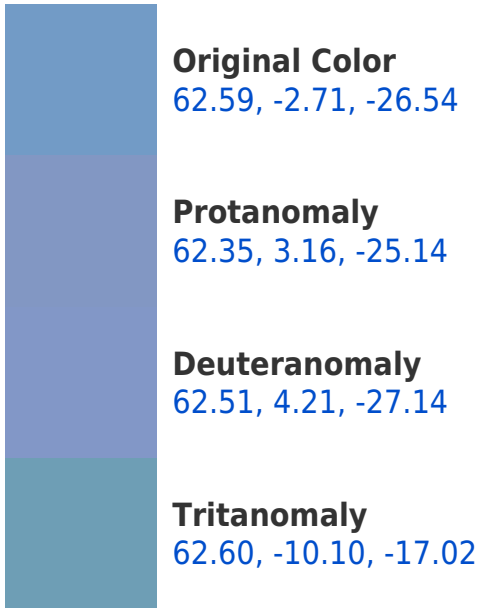 Original Color
62.59, -2.71, -26.54
Protanomaly
62.35, 3.16, -25.14
Deuteranomaly
62.51, 4.21, -27.14
Tritanomaly
62.60, -10.10, -17.02